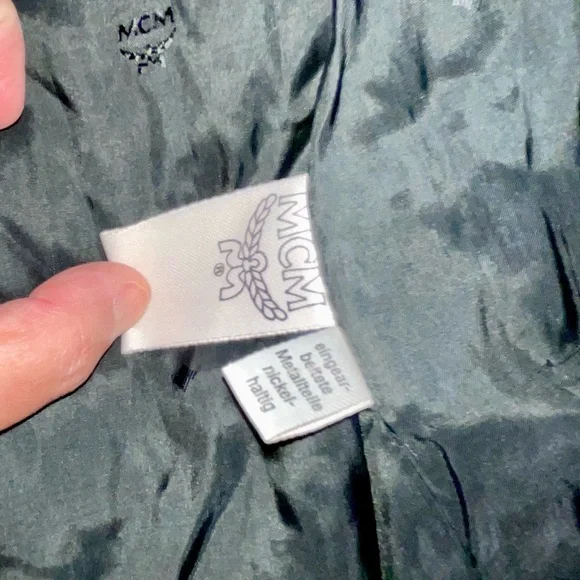 MCM
MCM
®
eingear-
beitete
Metallteile
nickel-
haltig